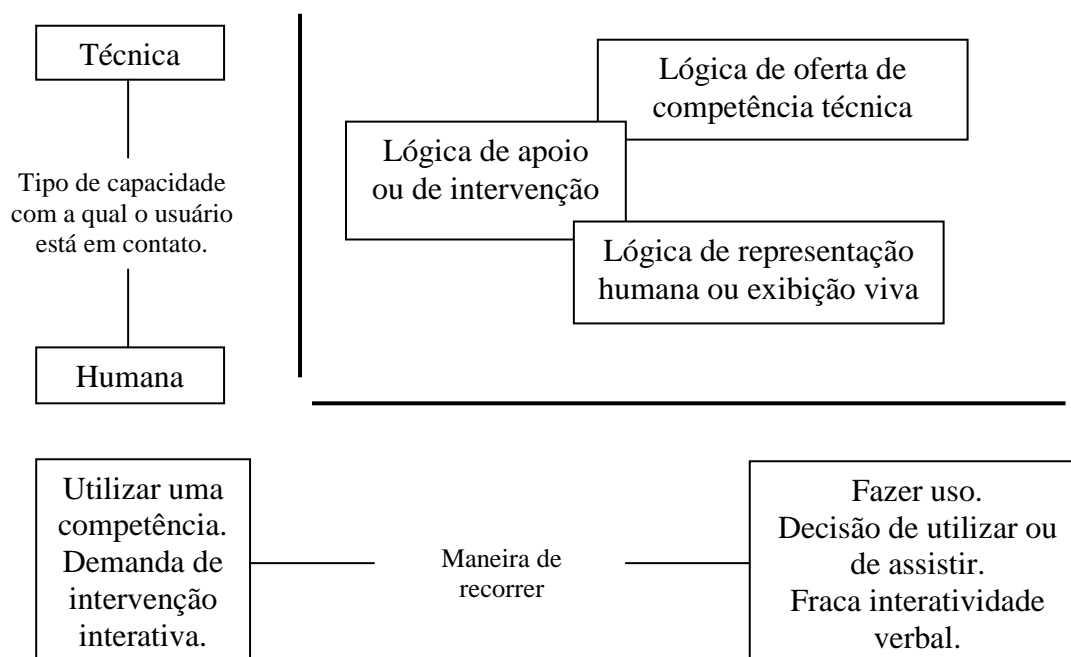 Técnica
Tipo de capacidade
com a qual o usuário
está em contato.
Humana
Lógica de oferta de
competência técnica
Lógica de apoio
ou de intervenção
Lógica de representação
humana ou exibição viva
Utilizar uma
competência.
Demanda de
intervenção
interativa.
Maneira de
recorrer
Fazer uso.
Decisão de utilizar ou
de assistir.
Fraca interatividade
verbal.